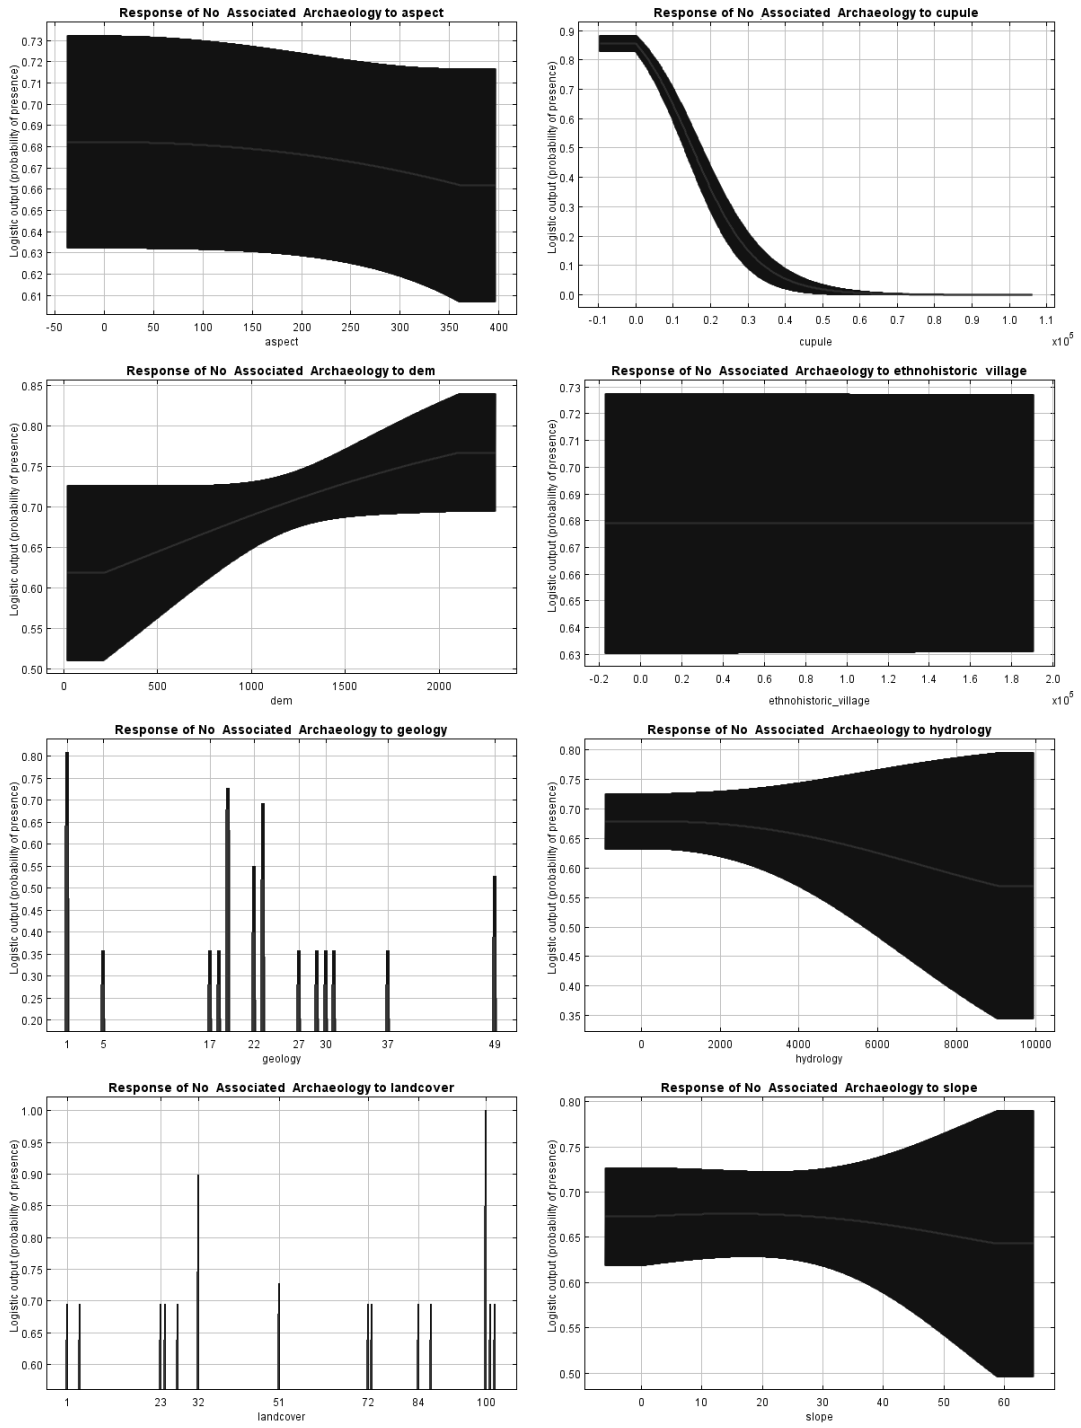 Response of No Associated Archaeology to aspect
Logistic output (probability of presence)
0.73
0.72
0.71
0.70
0.69
0.68
0.67
0.66
0.65
0.64
0.63
0.62
0.61
-50 0 50 100 150 200 250 300 350 400
aspect
Response of No Associated Archaeology to cupule
Logistic output (probability of presence)
0.9
0.8
0.7
0.6
0.5
0.4
0.3
0.2
0.1
0.0
-0.1 0.0 0.1 0.2 0.3 0.4 0.5 0.6 0.7 0.8 0.9 1.0 1.1
cupule
x10⁵
Response of No Associated Archaeology to dem
Logistic output (probability of presence)
0.85
0.80
0.75
0.70
0.65
0.60
0.55
0.50
0 500 1000 1500 2000
dem
Response of No Associated Archaeology to ethnohistoric village
Logistic output (probability of presence)
0.73
0.72
0.71
0.70
0.69
0.68
0.67
0.66
0.65
0.64
0.63
-0.2 0.0 0.2 0.4 0.6 0.8 1.0 1.2 1.4 1.6 1.8 2.0
ethnohistoric_village
x10⁵
Response of No Associated Archaeology to geology
Logistic output (probability of presence)
0.80
0.75
0.70
0.65
0.60
0.55
0.50
0.45
0.40
0.35
0.30
0.25
0.20
1 5 17 22 27 30 37 49
geology
Response of No Associated Archaeology to hydrology
Logistic output (probability of presence)
0.80
0.75
0.70
0.65
0.60
0.55
0.50
0.45
0.40
0.35
0 2000 4000 6000 8000 10000
hydrology
Response of No Associated Archaeology to landcover
Logistic output (probability of presence)
1.00
0.95
0.90
0.85
0.80
0.75
0.70
0.65
0.60
1 23 32 51 72 84 100
landcover
Response of No Associated Archaeology to slope
Logistic output (probability of presence)
0.80
0.75
0.70
0.65
0.60
0.55
0.50
0 10 20 30 40 50 60
slope